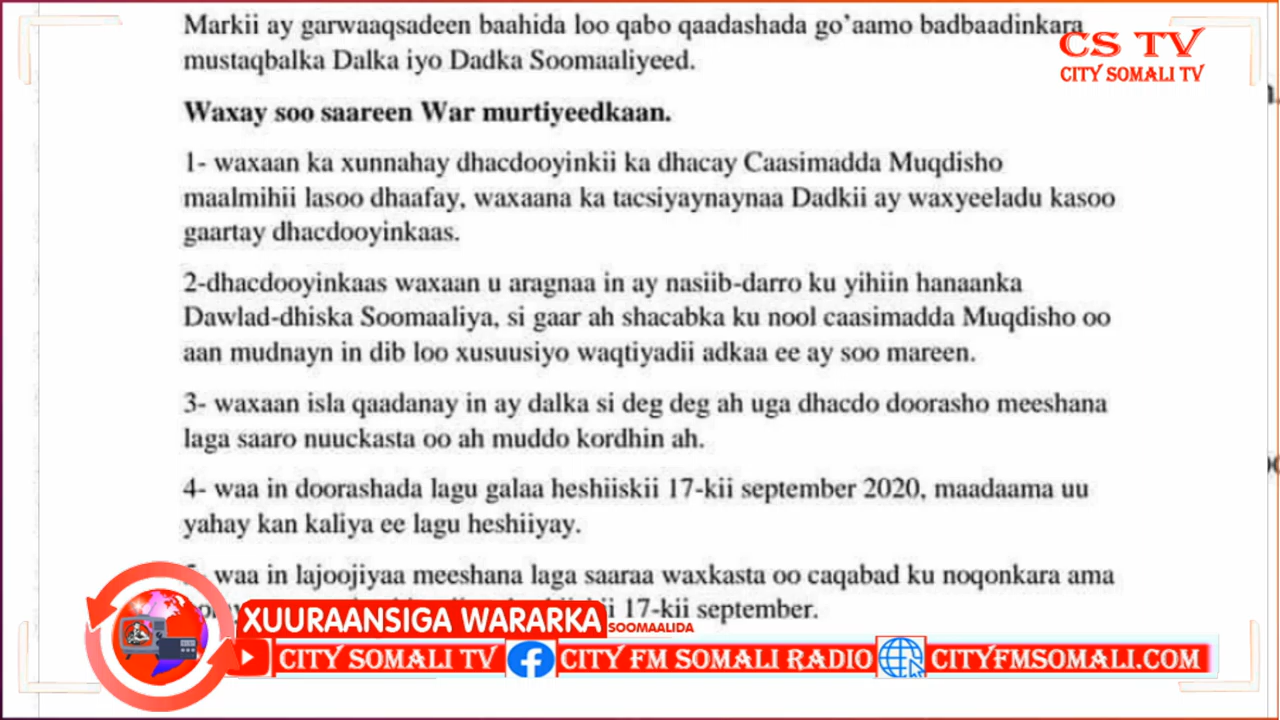 Markii ay garwaaqsadeen baahida loo qabo qaadashada go'aamo badbaadinkara
mustaqbalka Dalka iyo Dadka Soomaaliyeed.
CS TV
CITY SOMALI TV
Waxay soo saareen War murtiyeedkaan.
1- waxaan ka xunnahay dhacdooyinkii ka dhacay Caasimadda Muqdisho
maalmihii lasoo dhaafay, waxaana ka tacsiyaynaynaa Dadkii ay waxyeeladu kasoo
gaartay dhacdooyinkaas.
2-dhacdooyinkaas waxaan u aragnaa in ay nasiib-darro ku yihiin hanaanka
Dawlad-dhiska Soomaaliya, si gaar ah shacabka ku nool caasimadda Muqdisho oo
aan mudnayn in dib loo xusuusiyo waqtiyadii adkaa ee ay soo mareen.
3- waxaan isla qaadanay in ay dalka si deg deg ah uga dhacdo doorasho meeshana
laga saaro nuuckasta oo ah muddo kordhin ah.
4- waa in doorashada lagu galaa heshiiskii 17-kii september 2020, maadaama uu
yahay kan kaliya ee lagu heshiiyay.
waa in lajoojiyaa meeshana laga saaraa waxkasta oo caqabad ku noqonkara ama
17-kii september.
XUURAANSIGA WARARKA
SOOMAALIDA
CITY SOMALI TV CITY FM SOMALI RADIO CITYFMSOMALI.COM